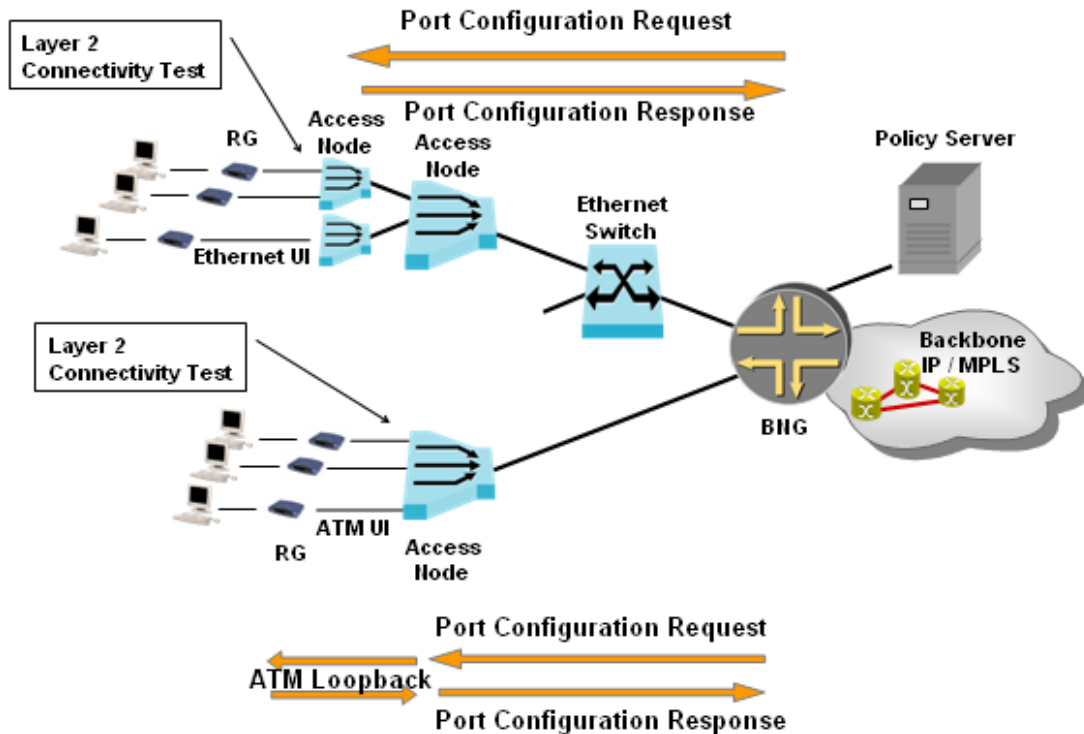 Port Configuration Request
Layer 2
Connectivity Test
Port Configuration Response
RG
Access
Node
Access
Node
Policy Server
Ethernet
Switch
Ethernet UI
Layer 2
Connectivity Test
Backbone
IP / MPLS
BNG
ATM UI
RG
Access
Node
Port Configuration Request
ATM Loopback
Port Configuration Response